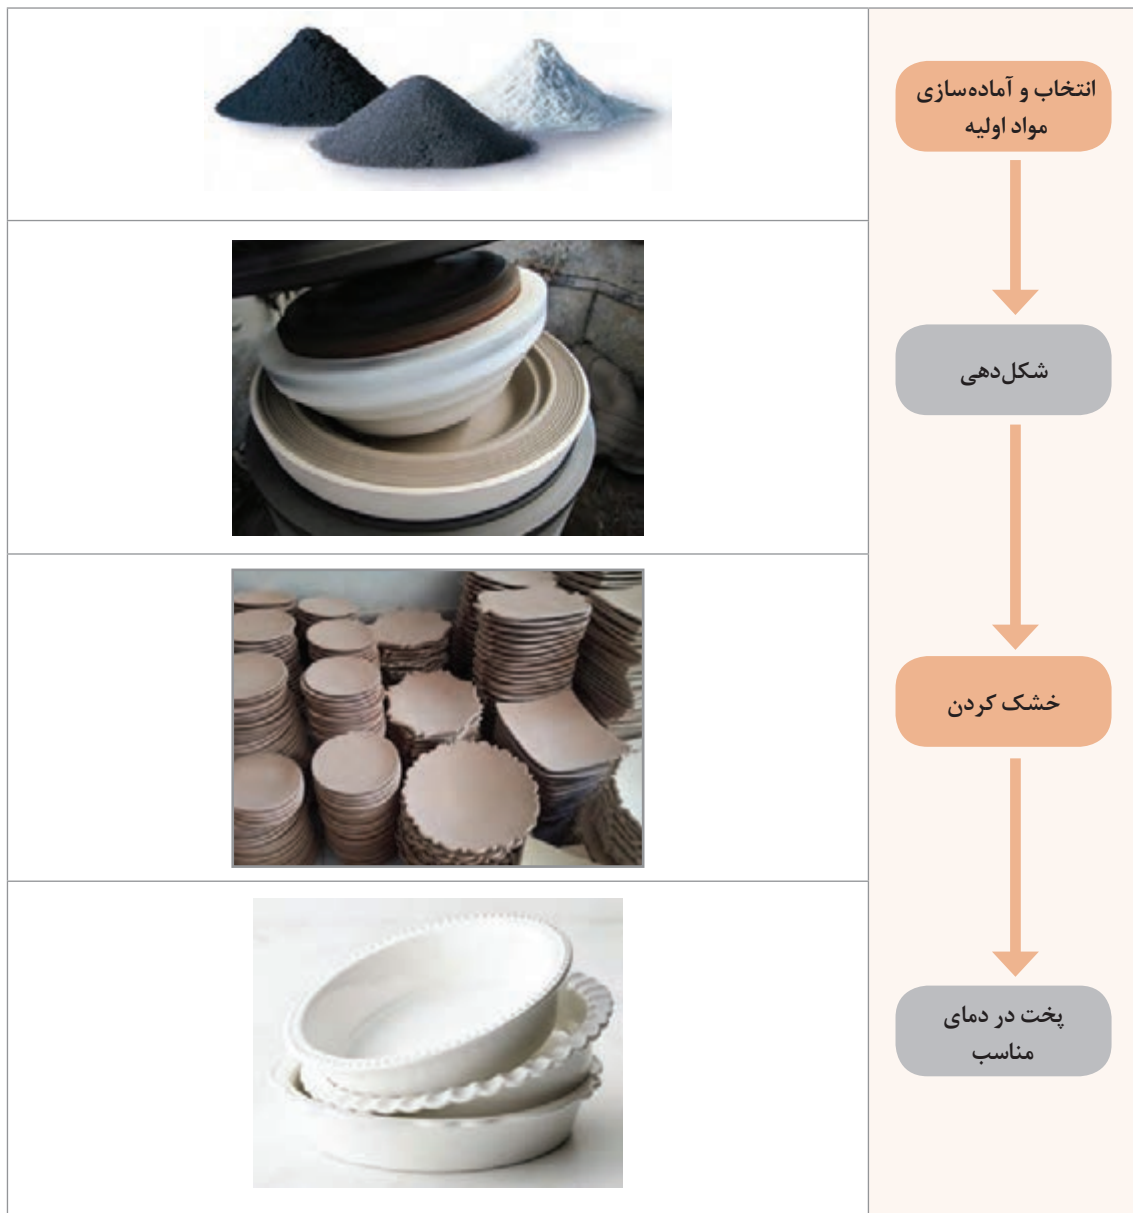 انتخاب و آماده‌سازی
مواد اولیه
شکل‌دهی
خشک کردن
پخت در دمای
مناسب